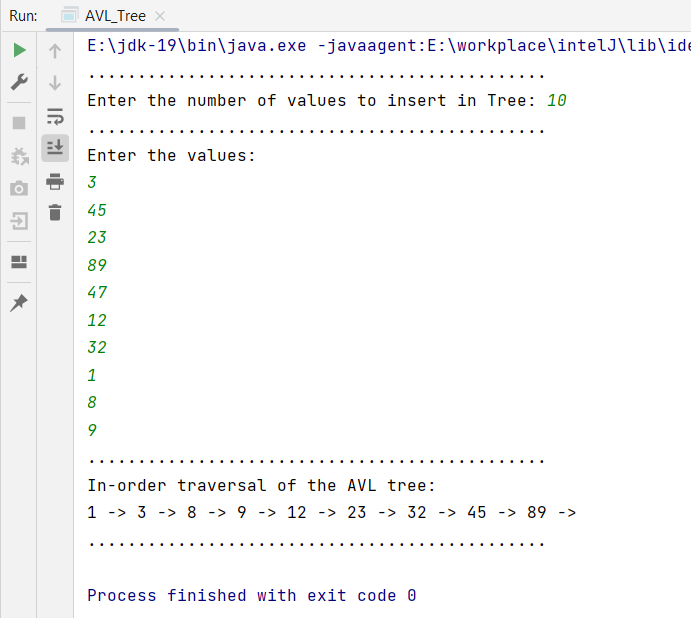 Run: AVL_Tree
E:\jdk-19\bin\java.exe -javaagent:E:\workplace\intelJ\lib\ide
..............................................
Enter the number of values to insert in Tree: 10
..............................................
Enter the values:
3
45
23
89
47
12
32
1
8
9
..............................................
In-order traversal of the AVL tree:
1 -> 3 -> 8 -> 9 -> 12 -> 23 -> 32 -> 45 -> 89 ->
..............................................
Process finished with exit code 0